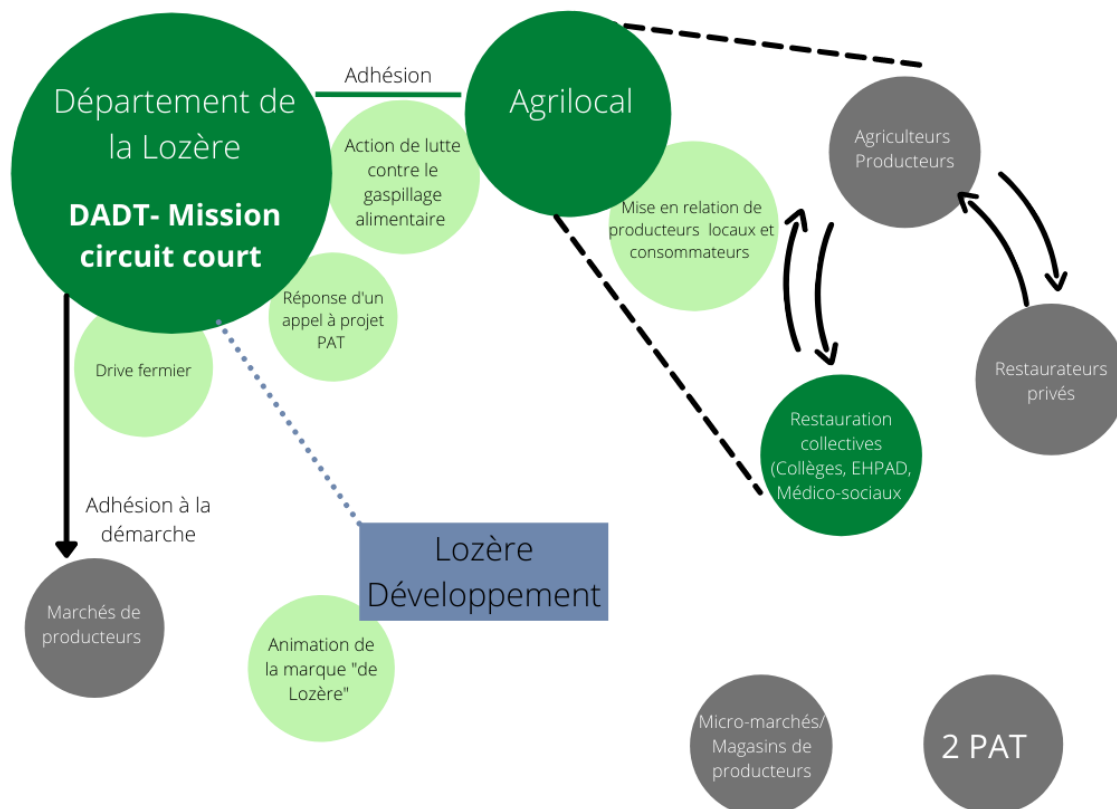 Département de
la Lozère
DADT- Mission
circuit court
Adhésion
Agrilocal
Action de lutte
contre le
gaspillage
alimentaire
Agriculteurs
Producteurs
Mise en relation de
producteurs locaux et
consommateurs
Réponse d'un
appel à projet
PAT
Drive fermier
Restaurateurs
privés
Restauration
collectives
(Collèges, EHPAD,
Médico-sociaux
Adhésion à la
démarche
Lozère
Développement
Marchés de
producteurs
Animation de
la marque "de
Lozère"
Micro-marchés/
Magasins de
producteurs
2 PAT